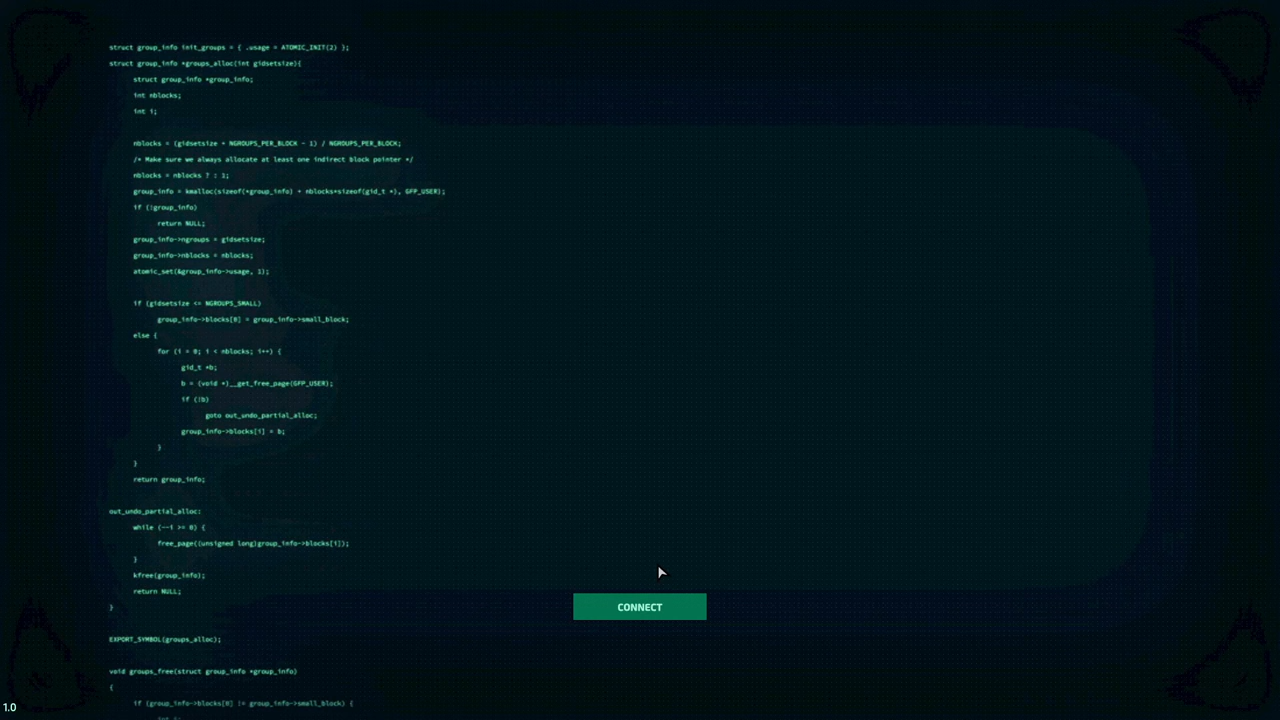 struct group_info init_groups = { .usage = ATOMIC_INIT(2) };
struct group_info *groups_alloc(int gidsetsize){
struct group_info *group_info;
int nblocks;
int i;
nblocks = (gidsetsize + NGROUPS_PER_BLOCK - 1) / NGROUPS_PER_BLOCK;
/* Make sure we always allocate at least one indirect block pointer */
nblocks = nblocks ? : 1;
group_info = kmalloc(sizeof(*group_info) + nblocks*sizeof(gid_t *), GFP_USER);
if (!group_info)
return NULL;
group_info->ngroups = gidsetsize;
group_info->nblocks = nblocks;
atomic_set(&group_info->usage, 1);
if (gidsetsize <= NGROUPS_SMALL)
group_info->blocks[0] = group_info->small_block;
else {
for (i = 0; i < nblocks; i++) {
gid_t *b;
b = (void *)__get_free_page(GFP_USER);
if (!b)
goto out_undo_partial_alloc;
group_info->blocks[i] = b;
}
}
return group_info;
out_undo_partial_alloc:
while (--i >= 0) {
free_page((unsigned long)group_info->blocks[i]);
}
kfree(group_info);
return NULL;
}
EXPORT_SYMBOL(groups_alloc);
void groups_free(struct group_info *group_info)
{
if (group_info->blocks[0] != group_info->small_block) {
CONNECT
1.0